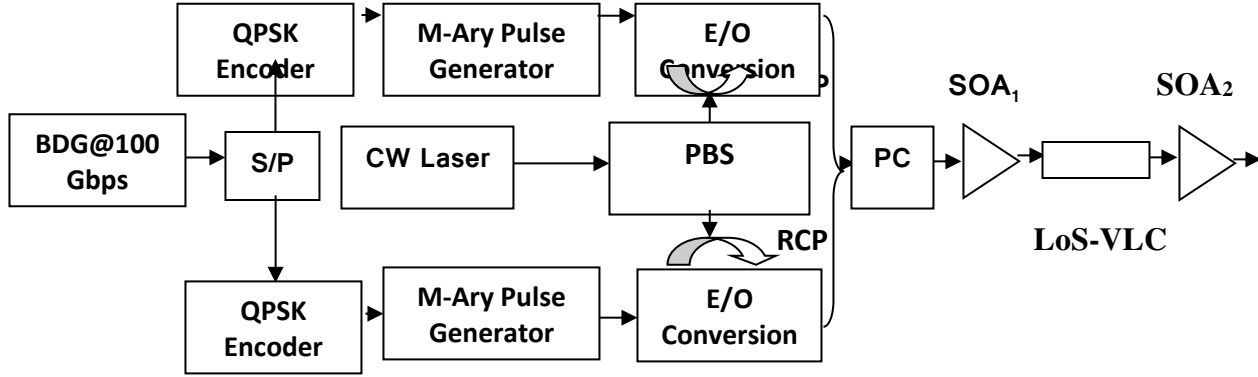 QPSK
Encoder
M-Ary Pulse
Generator
E/O
Conversion
P
SOA₁
SOA₂
BDG@100
Gbps
S/P
CW Laser
PBS
PC
RCP
LoS-VLC
QPSK
Encoder
M-Ary Pulse
Generator
E/O
Conversion